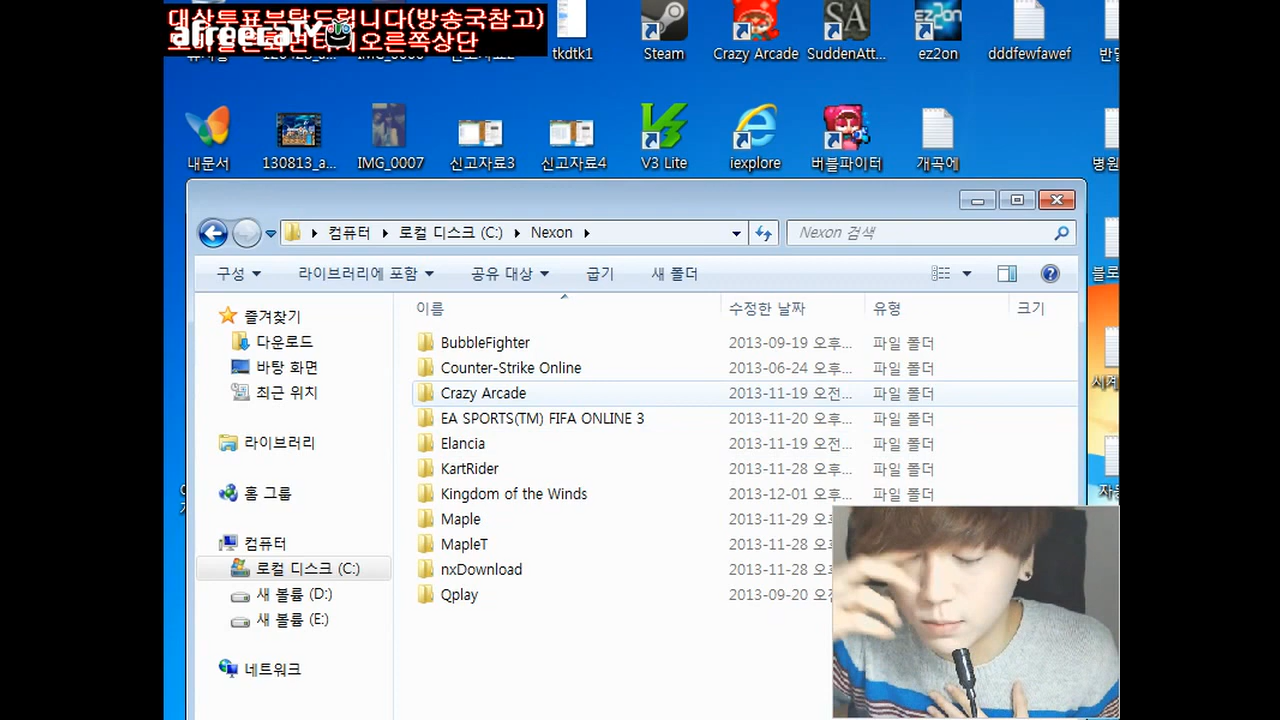 대상투표부탁드립니다(방송국참고)
afreecaTV
오른쪽상단
tkdtk1
Steam
Crazy Arcade
SuddenAtt...
ez2on
dddfewfawef
내문서
130813_a...
IMG_0007
신고자료3
신고자료4
V3 Lite
iexplore
버블파이터
개곡에
병원
컴퓨터
로컬 디스크 (C:)
Nexon
Nexon 검색
구성
라이브러리에 포함
공유 대상
굽기
새 폴더
이름
수정한 날짜
유형
크기
즐겨찾기
다운로드
바탕 화면
최근 위치
라이브러리
홈 그룹
컴퓨터
로컬 디스크 (C:)
새 볼륨 (D:)
새 볼륨 (E:)
네트워크
BubbleFighter 2013-09-19 오후... 파일 폴더
Counter-Strike Online 2013-06-24 오후... 파일 폴더
Crazy Arcade 2013-11-19 오전... 파일 폴더
EA SPORTS(TM) FIFA ONLINE 3 2013-11-20 오후... 파일 폴더
Elancia 2013-11-19 오전... 파일 폴더
KartRider 2013-11-28 오후... 파일 폴더
Kingdom of the Winds 2013-12-01 오후... 파일 폴더
Maple 2013-11-29
MapleT 2013-11-28
nxDownload 2013-11-28
Qplay 2013-09-20